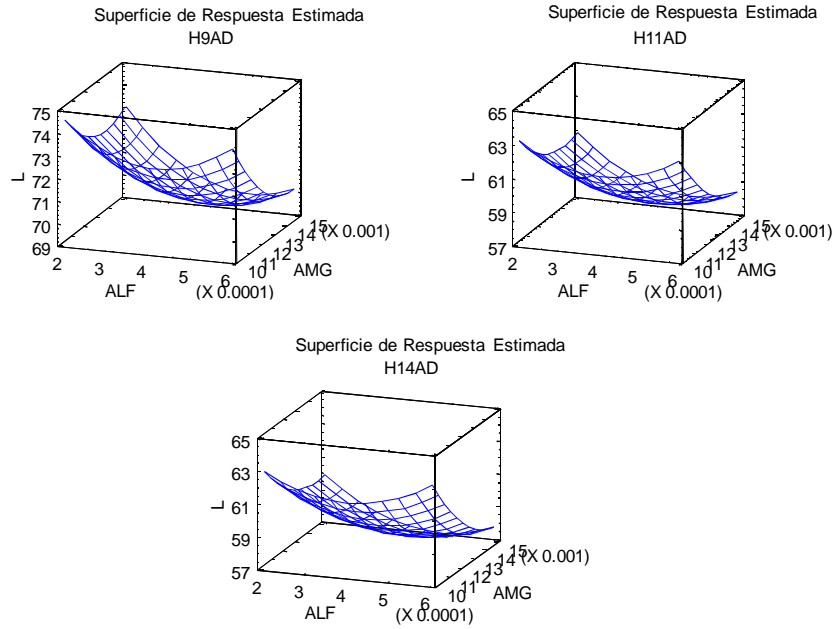 Superficie de Respuesta Estimada
H9AD
75
74
73
72
71
70
69
L
2 3 4 5 6
ALF
(X 0.0001)
10 11 12 13 14 15
(X 0.001)
AMG
Superficie de Respuesta Estimada
H11AD
65
63
61
59
57
L
2 3 4 5 6
ALF
(X 0.0001)
10 11 12 13 14 15
(X 0.001)
AMG
Superficie de Respuesta Estimada
H14AD
65
63
61
59
57
L
2 3 4 5 6
ALF
(X 0.0001)
10 11 12 13 14 15
(X 0.001)
AMG